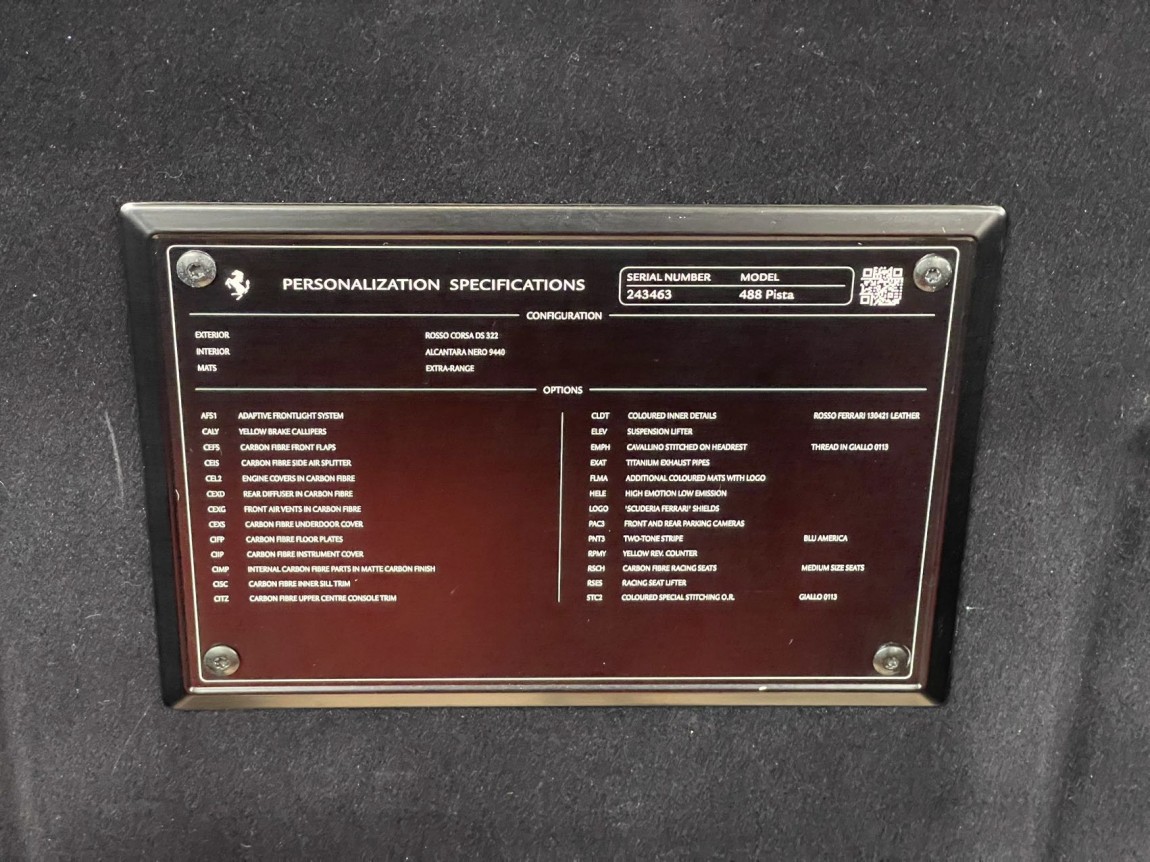 PERSONALIZATION SPECIFICATIONS
SERIAL NUMBER MODEL
243463 488 Pista
CONFIGURATION
EXTERIOR ROSSO CORSA DS 322
INTERIOR ALCANTARA NERO 9440
MATS EXTRA-RANGE
OPTIONS
AFS1 ADAPTIVE FRONTLIGHT SYSTEM
CALY YELLOW BRAKE CALLIPERS
CEF5 CARBON FIBRE FRONT FLAPS
CEIS CARBON FIBRE SIDE AIR SPLITTER
CEL2 ENGINE COVERS IN CARBON FIBRE
CEXD REAR DIFFUSER IN CARBON FIBRE
CEXG FRONT AIR VENTS IN CARBON FIBRE
CEXS CARBON FIBRE UNDERDOOR COVER
CIFP CARBON FIBRE FLOOR PLATES
CIIP CARBON FIBRE INSTRUMENT COVER
CIMP INTERNAL CARBON FIBRE PARTS IN MATTE CARBON FINISH
CISC CARBON FIBRE INNER SILL TRIM
CITZ CARBON FIBRE UPPER CENTRE CONSOLE TRIM
CLDT COLOURED INNER DETAILS ROSSO FERRARI 130421 LEATHER
ELEV SUSPENSION LIFTER
EMPH CAVALLINO STITCHED ON HEADREST THREAD IN GIALLO 0113
EXAT TITANIUM EXHAUST PIPES
FLMA ADDITIONAL COLOURED MATS WITH LOGO
HELE HIGH EMOTION LOW EMISSION
LOGO 'SCUDERIA FERRARI' SHIELDS
PAC3 FRONT AND REAR PARKING CAMERAS
PNT3 TWO-TONE STRIPE BLU AMERICA
RPMY YELLOW REV. COUNTER
RSCH CARBON FIBRE RACING SEATS MEDIUM SIZE SEATS
RSES RACING SEAT LIFTER
STC2 COLOURED SPECIAL STITCHING O.R. GIALLO 0113